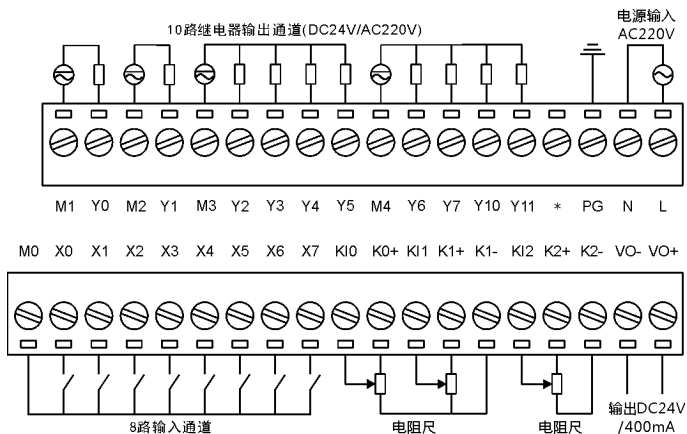 电源输入
10路继电器输出通道(DC24V/AC220V)
AC220V
M1 Y0 M2 Y1 M3 Y2 Y3 Y4 Y5 M4 Y6 Y7 Y10 Y11 * PG N L
M0 X0 X1 X2 X3 X4 X5 X6 X7 KI0 K0+ KI1 K1+ K1- KI2 K2+ K2- VO- VO+
8路输入通道
电阻尺
电阻尺
输出DC24V
/400mA